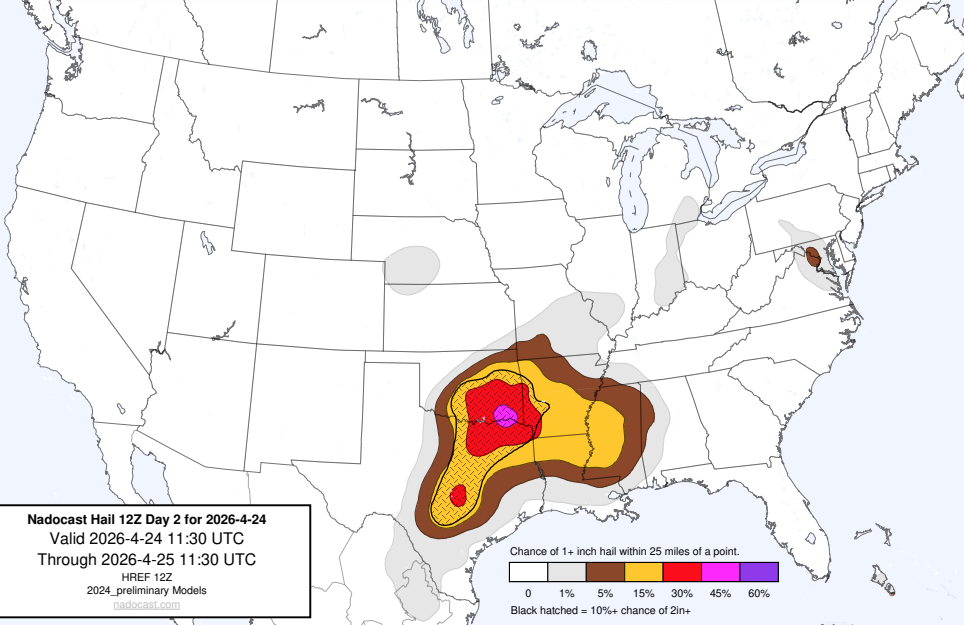 Nadocast Hail 12Z Day 2 for 2026-4-24
Valid 2026-4-24 11:30 UTC
Through 2026-4-25 11:30 UTC
HREF 12Z
2024_preliminary Models
nadocast.com
Chance of 1+ inch hail within 25 miles of a point.
0 1% 5% 15% 30% 45% 60%
Black hatched = 10%+ chance of 2in+